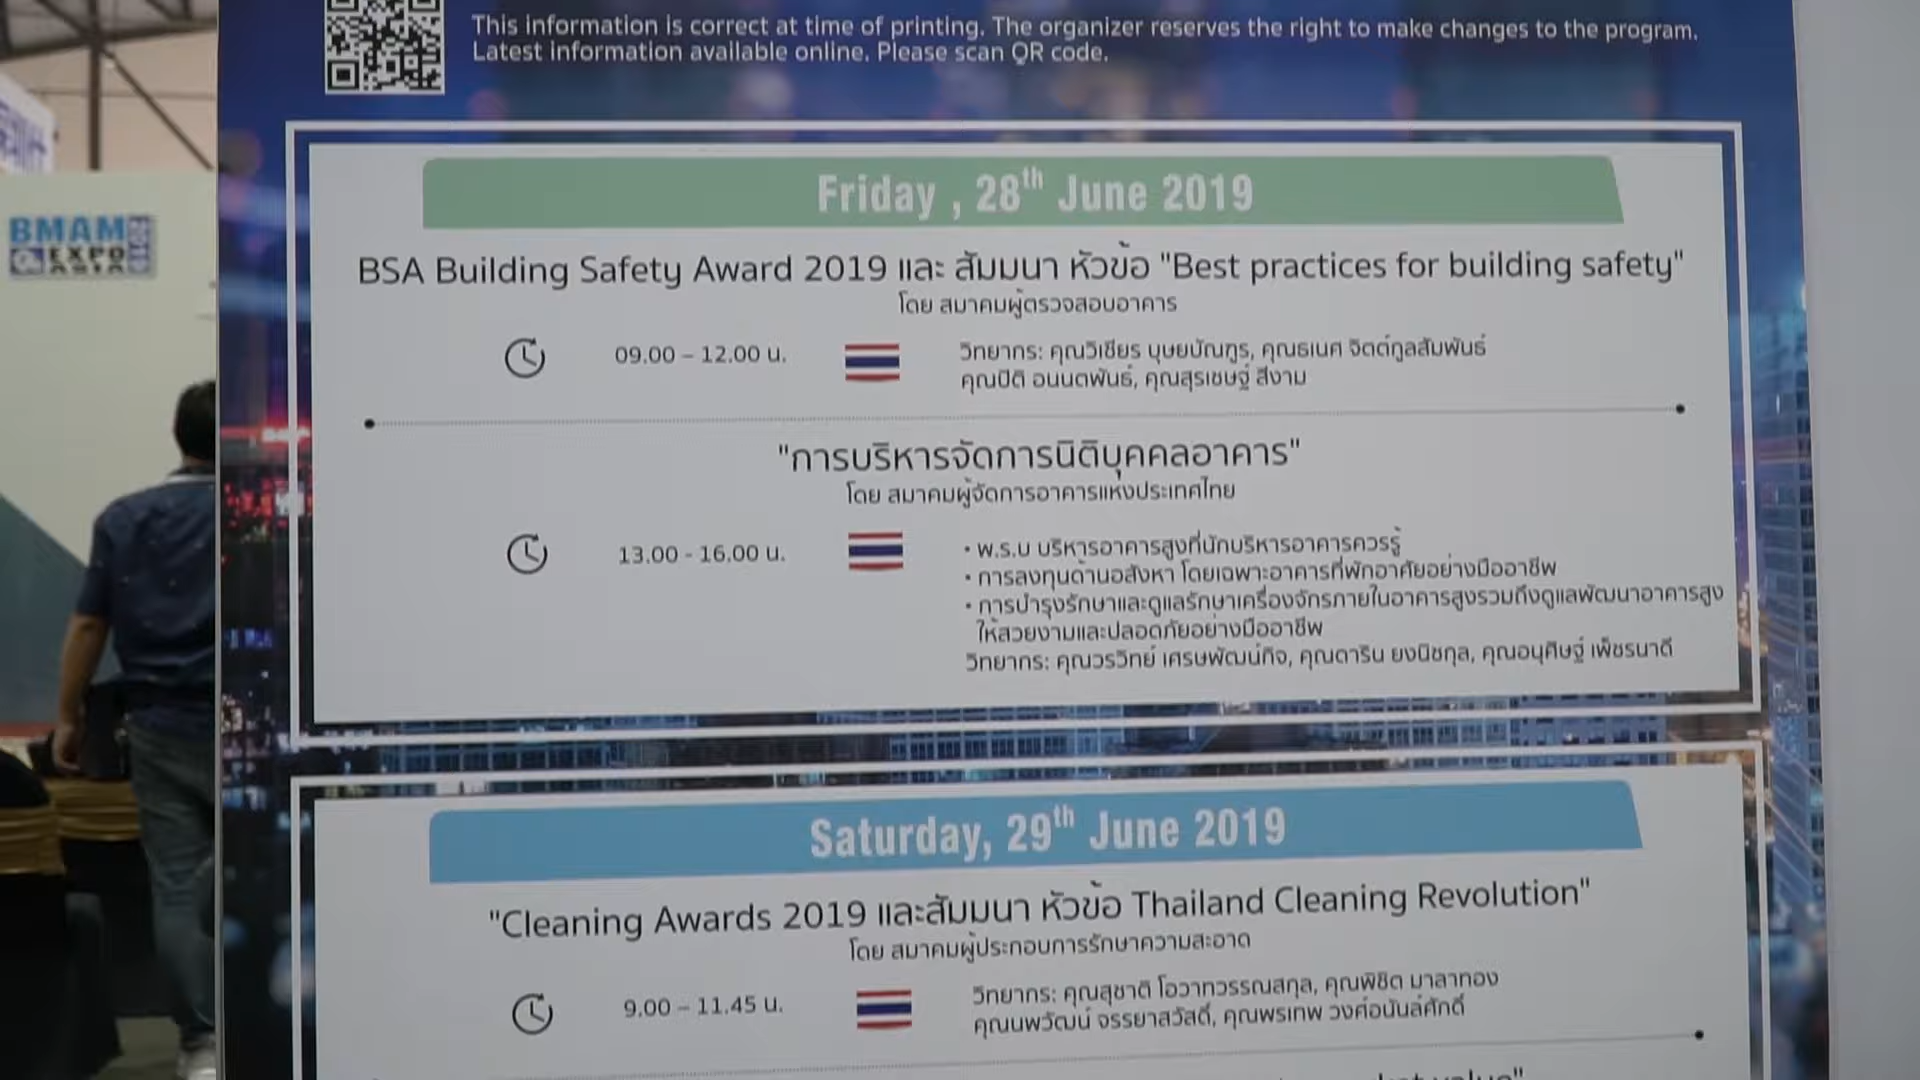 This information is correct at time of printing. The organizer reserves the right to make changes to the program.
Latest information available online. Please scan QR code.
BMAM
EXPO
ASIA
Friday , 28th June 2019
BSA Building Safety Award 2019 และ สัมมนา หัวข้อ "Best practices for building safety"
โดย สมาคมผู้ตรวจสอบอาคาร
09.00 – 12.00 น.
วิทยากร: คุณวิเชียร บุษยบัณฑูร, คุณธเนศ จิตต์กูลสัมพันธ์
คุณปิติ อนนตพันธ์, คุณสุรเชษฐ์ สีงาม
"การบริหารจัดการนิติบุคคลอาคาร"
โดย สมาคมผู้จัดการอาคารแห่งประเทศไทย
13.00 - 16.00 น.
• พ.ร.บ บริหารอาคารสูงที่นักบริหารอาคารควรรู้
• การลงทุนด้านอสังหา โดยเฉพาะอาคารที่พักอาศัยอย่างมืออาชีพ
• การบำรุงรักษาและดูแลรักษาเครื่องจักรภายในอาคารสูงรวมถึงดูแลพัฒนาอาคารสูง
ให้สวยงามและปลอดภัยอย่างมืออาชีพ
วิทยากร: คุณวรวิทย์ เศรษพัฒน์กิจ, คุณดาริน ยงนิชกุล, คุณอนุศิษฐ์ เพ็ชรนาดี
Saturday, 29th June 2019
"Cleaning Awards 2019 และสัมมนา หัวข้อ Thailand Cleaning Revolution"
โดย สมาคมผู้ประกอบการรักษาความสะอาด
9.00 – 11.45 น.
วิทยากร: คุณสุชาติ โอวาทวรรณสกุล, คุณพิชิต มาลาทอง
คุณนพวัฒน์ จรรยาสวัสดิ์, คุณพรเทพ วงศ์อนันล์ศักดิ์